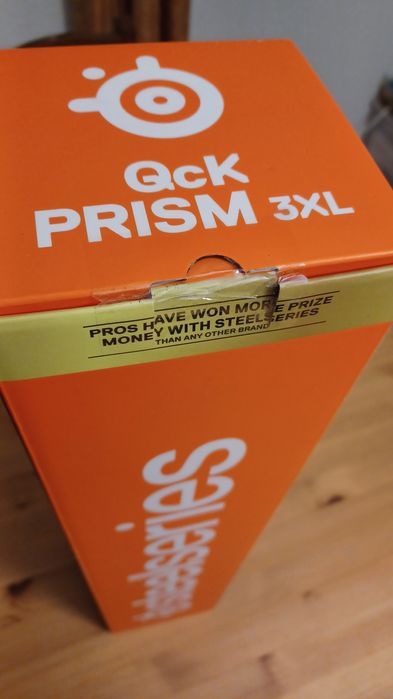 QcK
PRISM 3XL
PROS HAVE WON MORE PRIZE
MONEY WITH STEELSERIES
THAN ANY OTHER BRAND
steelseries